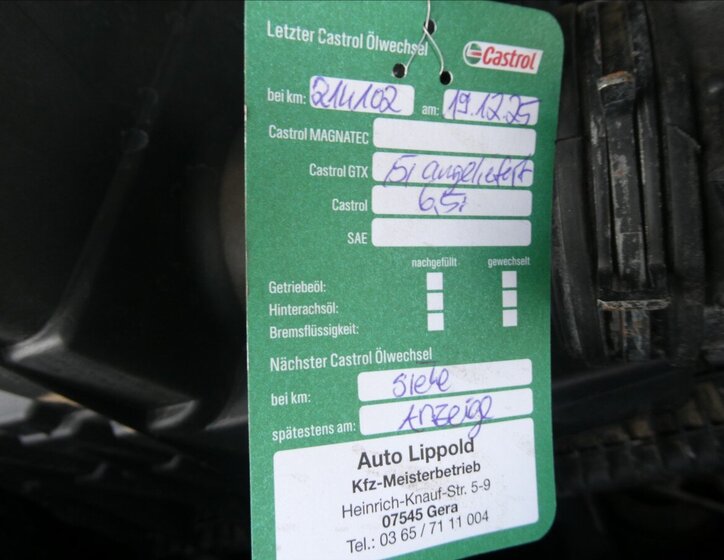 Letzter Castrol Ölwechsel
Castrol
bei km: 214102 am: 19.12.25
Castrol MAGNATEC
Castrol GTX 5i angeliefert
Castrol 6,5i
SAE
nachgefüllt gewechselt
Getriebeöl:
Hinterachsöl:
Bremsflüssigkeit:
Nächster Castrol Ölwechsel
bei km: siehe
spätestens am: Anzeige
Auto Lippold
Kfz-Meisterbetrieb
Heinrich-Knauf-Str. 5-9
07545 Gera
Tel.: 03 65 / 71 11 004